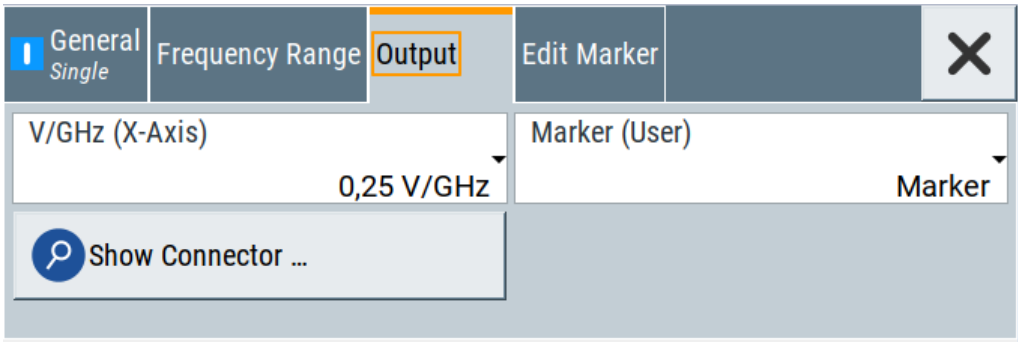 General
Single
Frequency Range
Output
Edit Marker
V/GHz (X-Axis)
0,25 V/GHz
Marker (User)
Marker
Show Connector ...